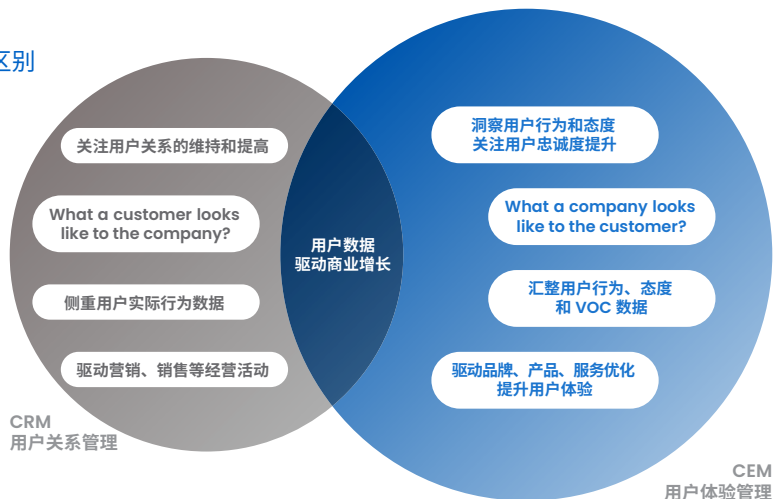 区别
关注用户关系的维持和提高
What a customer looks
like to the company?
侧重用户实际行为数据
驱动营销、销售等经营活动
CRM
用户关系管理
用户数据
驱动商业增长
洞察用户行为和态度
关注用户忠诚度提升
What a company looks
like to the customer?
汇整用户行为、态度
和 VOC 数据
驱动品牌、产品、服务优化
提升用户体验
CEM
用户体验管理